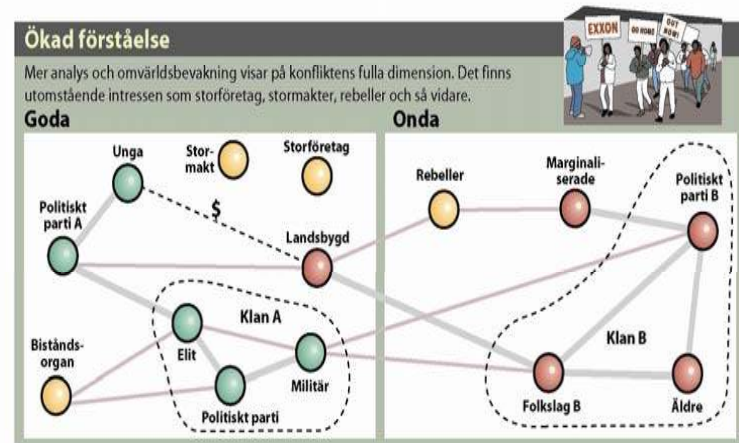 EXXON
GO HOME
OUT
NOW!
Ökad förståelse
Mer analys och omvärldsbevakning visar på konfliktens fulla dimension. Det finns
utomstående intressen som storföretag, stormakter, rebeller och så vidare.
Goda
Unga
Stor-
makt
Storföretag
Politiskt
parti A
$
Landsbygd
Klan A
Elit
Bistånds-
organ
Militär
Politiskt parti
Onda
Rebeller
Marginali-
serade
Politiskt
parti B
Klan B
Folkslag B
Äldre